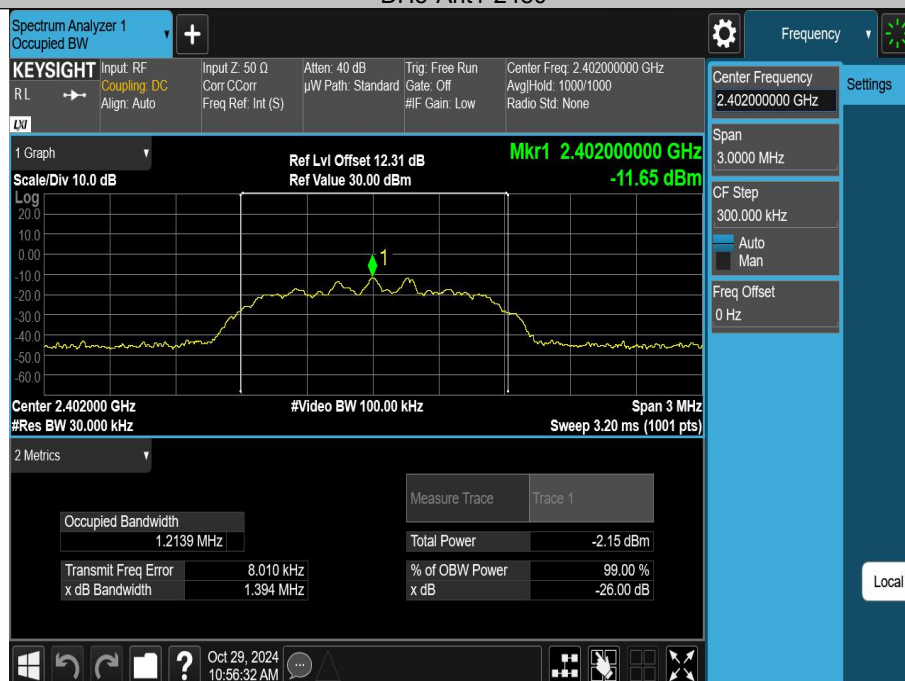 Spectrum Analyzer 1
Occupied BW
+
Frequency
KEYSIGHT
RL
LXI
Input: RF
Coupling: DC
Align: Auto
Input Z: 50 Ω
Corr CCorr
Freq Ref: Int (S)
Atten: 40 dB
µW Path: Standard
Trig: Free Run
Gate: Off
#IF Gain: Low
Center Freq: 2.402000000 GHz
Avg|Hold: 1000/1000
Radio Std: None
Center Frequency
2.402000000 GHz
Settings
Span
3.0000 MHz
CF Step
300.000 kHz
Auto
Man
Freq Offset
0 Hz
1 Graph
Scale/Div 10.0 dB
Ref Lvl Offset 12.31 dB
Ref Value 30.00 dBm
Mkr1 2.402000000 GHz
-11.65 dBm
Log
20.0
10.0
0.00
-10.0
-20.0
-30.0
-40.0
-50.0
-60.0
1
Center 2.402000 GHz
#Res BW 30.000 kHz
#Video BW 100.00 kHz
Span 3 MHz
Sweep 3.20 ms (1001 pts)
2 Metrics
Measure Trace Trace 1
Occupied Bandwidth
1.2139 MHz
Total Power -2.15 dBm
Transmit Freq Error 8.010 kHz
% of OBW Power 99.00 %
x dB Bandwidth 1.394 MHz
x dB -26.00 dB
Local
?
Oct 29, 2024
10:56:32 AM